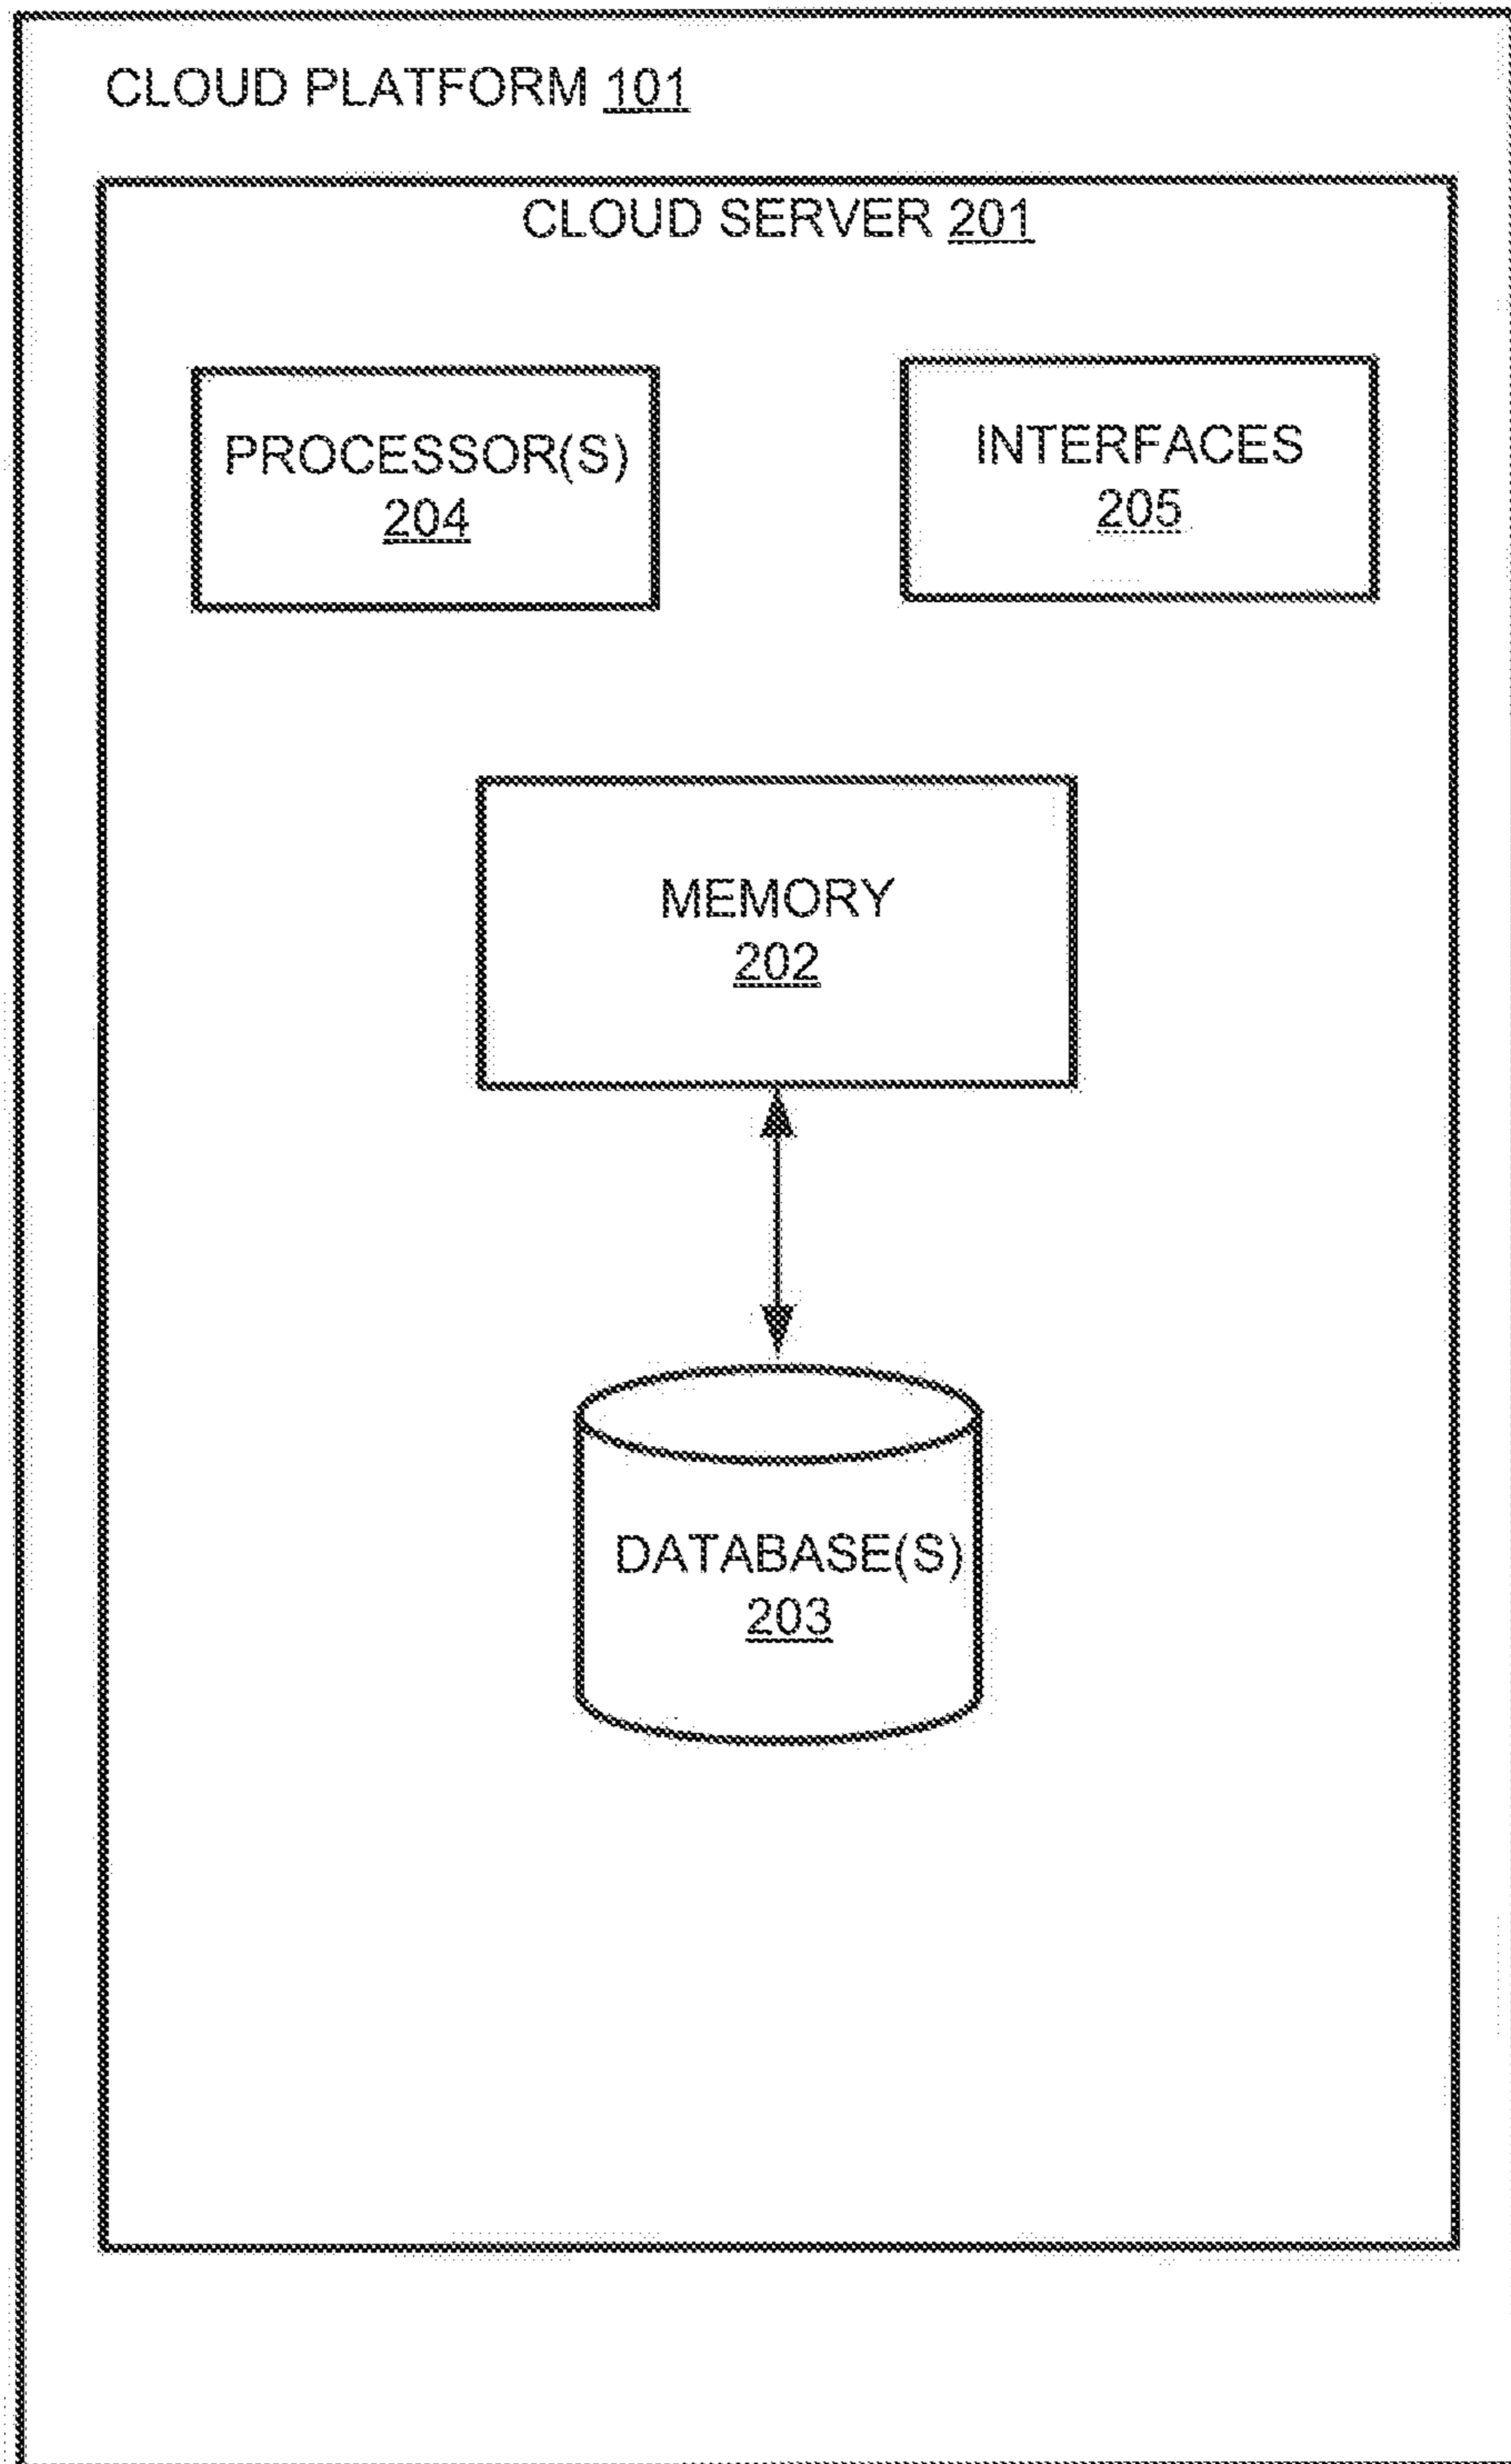 CLOUD PLATFORM 101
CLOUD SERVER 201
PROCESSOR(S)
204
INTERFACES
205
MEMORY
202
DATABASE(S)
203